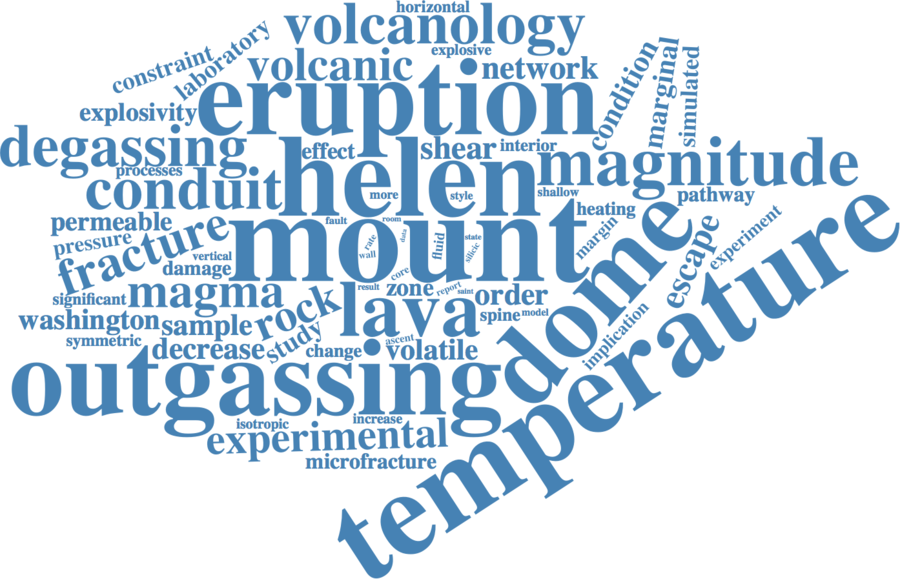 horizontal
volcanology
laboratory
constraint
explosive
volcanic
network
condition
marginal
simulated
explosivity
eruption
degassing
processes
effect
shear
interior
magnitude
conduit
helen
more
style
shallow
pathway
permeable
fault
room
heating
pressure
fracture
mount
rate
wall
data
fluid
state
silicic
margin
dome
escape
experiment
temperature
vertical
damage
core
significant
magma
rock
result
zone
report
saint
order
washington
sample
lava
spine
model
symmetric
decrease
study
change
ascent
volatile
implication
outgassing
isotropic
increase
experimental
microfracture